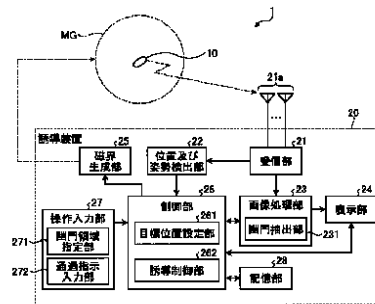 1
MG
10
21a
20
誘導装置
25
磁界
生成部
22
位置及び
姿勢検出部
21
受信部
26
制御部
261
目標位置設定部
262
誘導制御部
23
画像処理部
幽門抽出部
231
24
表示部
27
操作入力部
271
幽門領域
指定部
272
通過指示
入力部
28
記憶部